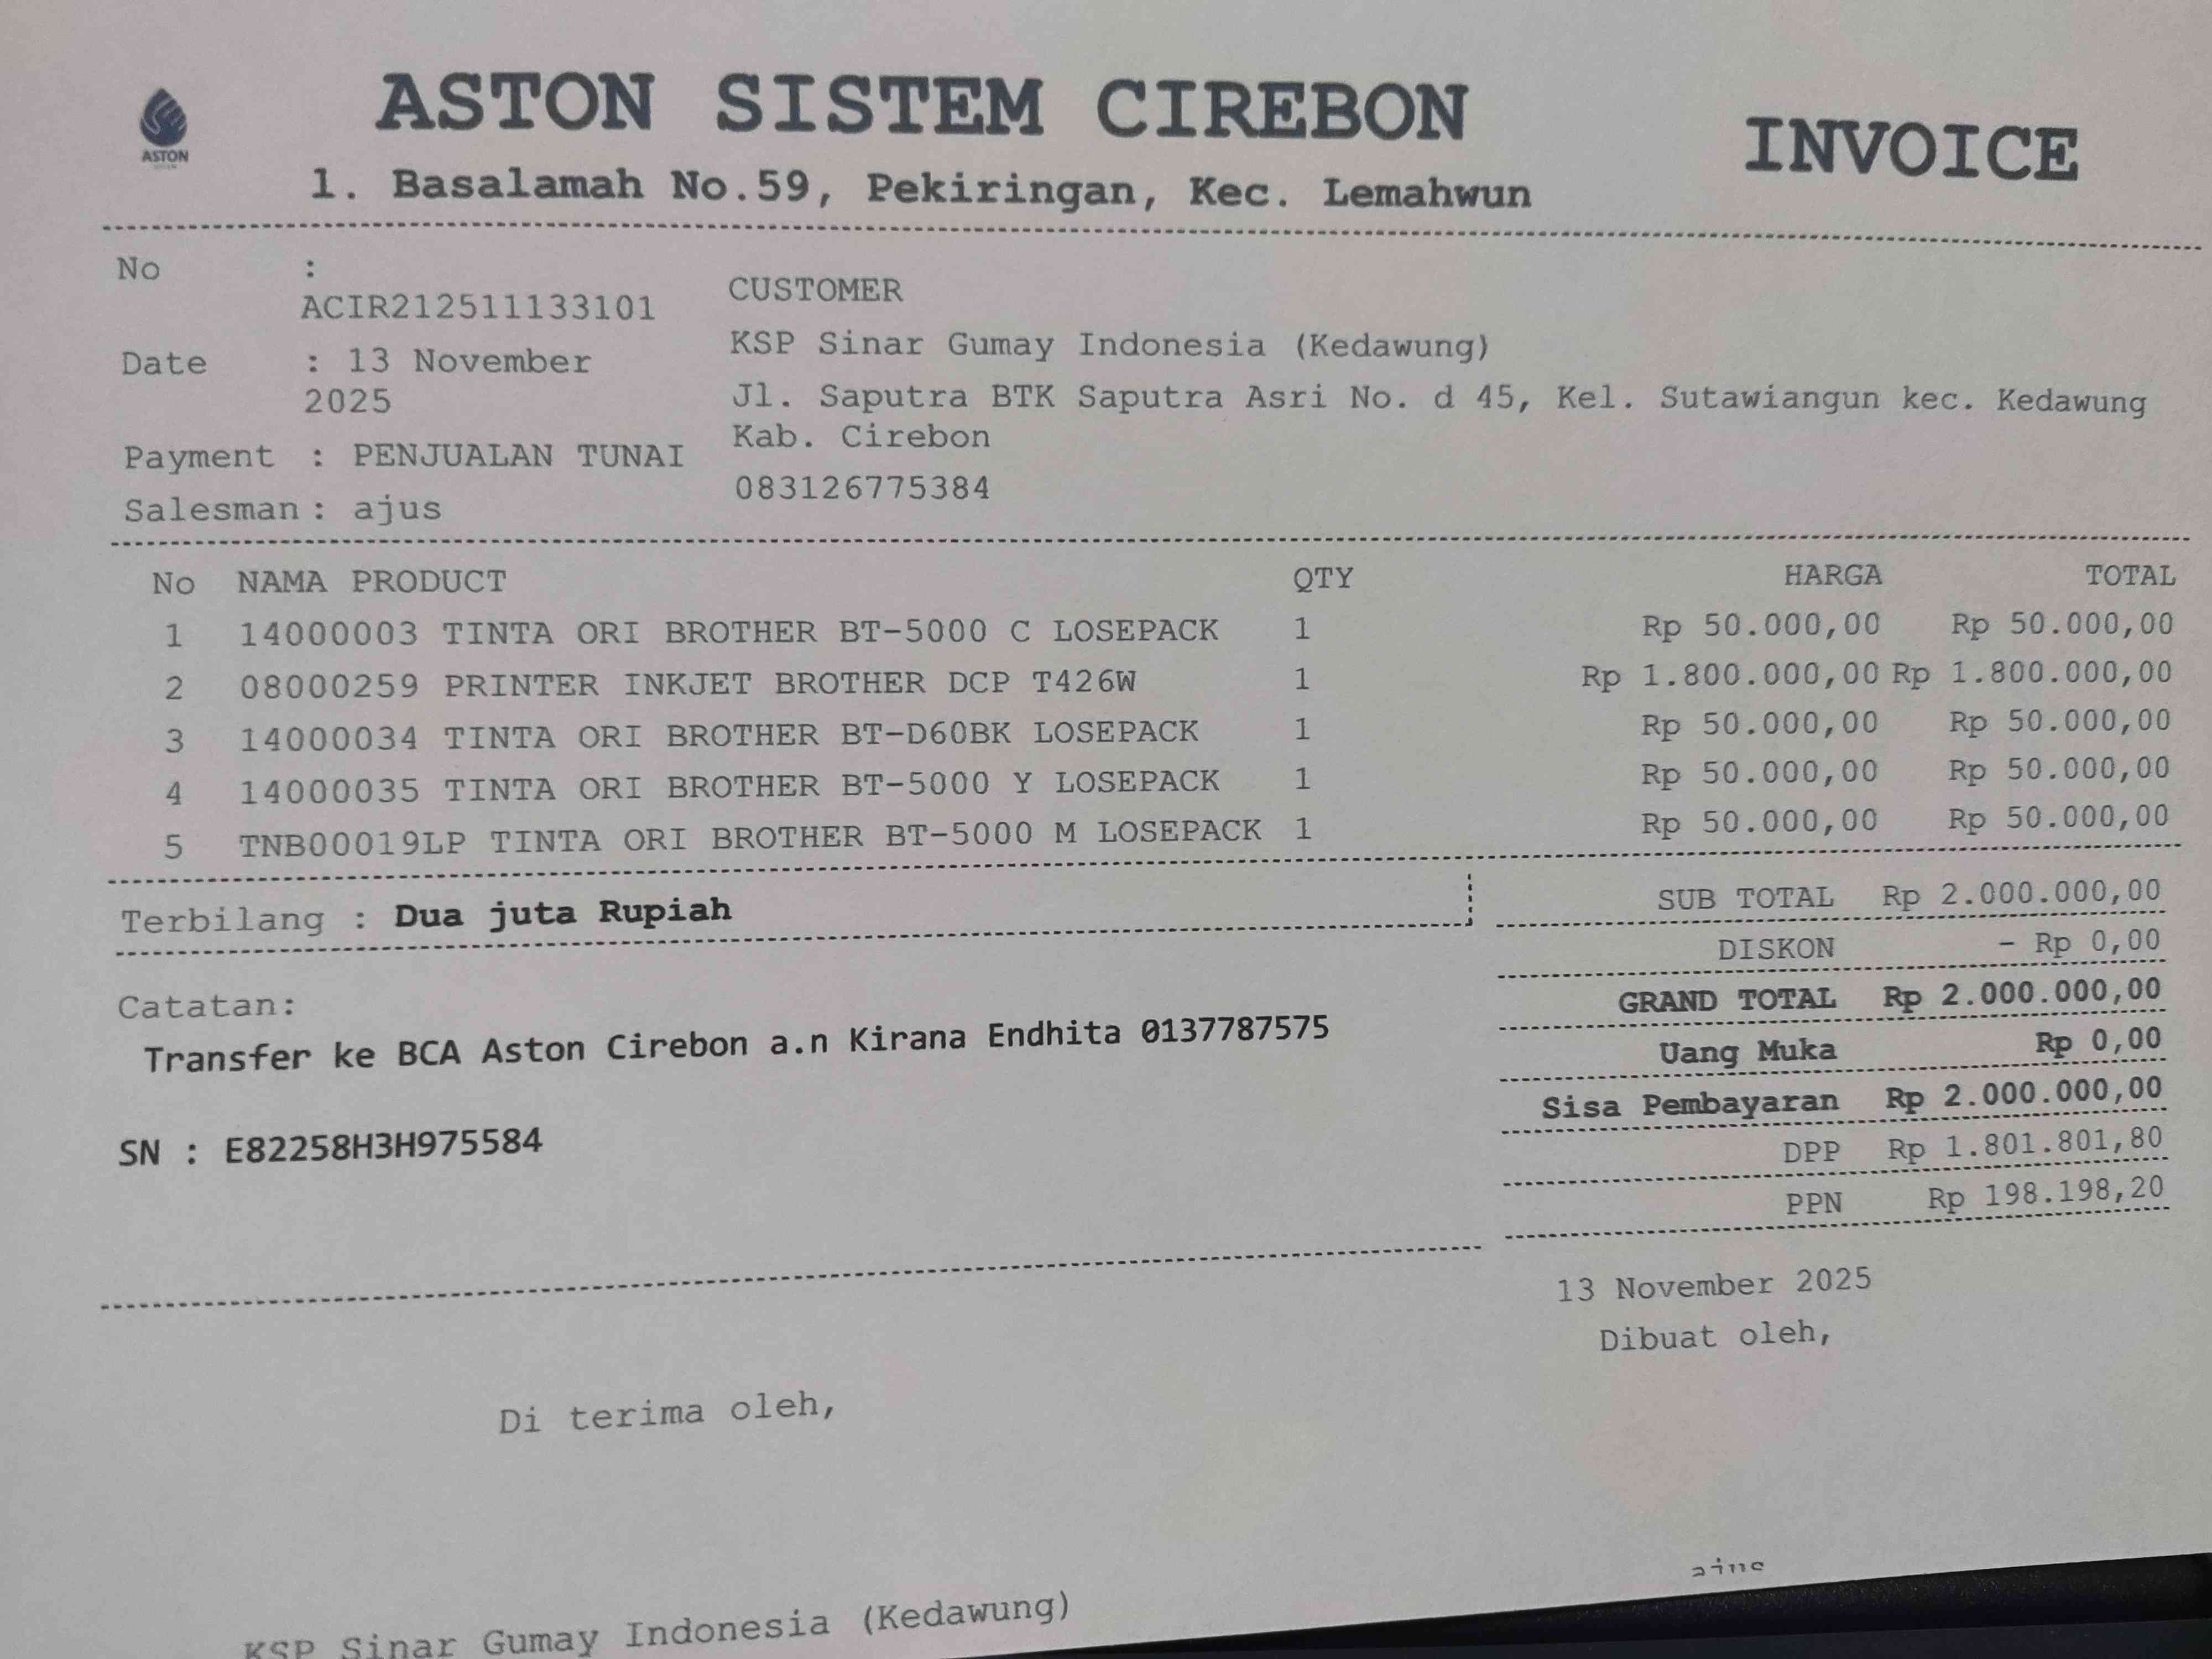 ASTON
ASTON SISTEM CIREBON
INVOICE
1. Basalamah No.59, Pekiringan, Kec. Lemahwun
No :
ACIR212511133101
Date : 13 November
2025
Payment : PENJUALAN TUNAI
Salesman : ajus
CUSTOMER
KSP Sinar Gumay Indonesia (Kedawung)
Jl. Saputra BTK Saputra Asri No. d 45, Kel. Sutawiangun kec. Kedawung
Kab. Cirebon
083126775384
No NAMA PRODUCT QTY HARGA TOTAL
1 14000003 TINTA ORI BROTHER BT-5000 C LOSEPACK 1 Rp 50.000,00 Rp 50.000,00
2 08000259 PRINTER INKJET BROTHER DCP T426W 1 Rp 1.800.000,00 Rp 1.800.000,00
3 14000034 TINTA ORI BROTHER BT-D60BK LOSEPACK 1 Rp 50.000,00 Rp 50.000,00
4 14000035 TINTA ORI BROTHER BT-5000 Y LOSEPACK 1 Rp 50.000,00 Rp 50.000,00
5 TNB00019LP TINTA ORI BROTHER BT-5000 M LOSEPACK 1 Rp 50.000,00 Rp 50.000,00
Terbilang : Dua juta Rupiah
Catatan:
Transfer ke BCA Aston Cirebon a.n Kirana Endhita 0137787575
SN : E82258H3H975584
SUB TOTAL Rp 2.000.000,00
DISKON - Rp 0,00
GRAND TOTAL Rp 2.000.000,00
Uang Muka Rp 0,00
Sisa Pembayaran Rp 2.000.000,00
DPP Rp 1.801.801,80
PPN Rp 198.198,20
13 November 2025
Dibuat oleh,
Di terima oleh,
ajus
KSP Sinar Gumay Indonesia (Kedawung)